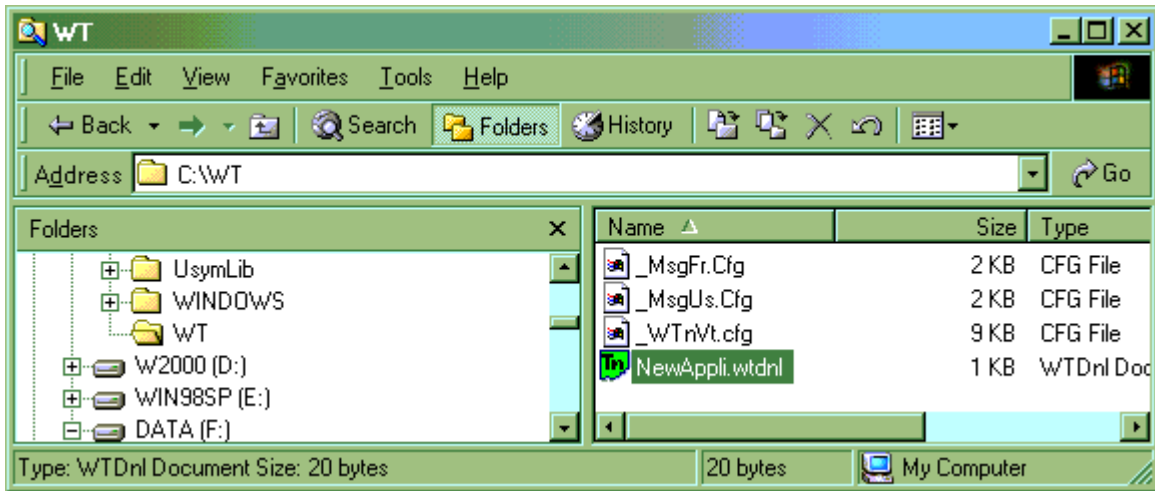 WT
File Edit View Favorites Tools Help
Back Search Folders History
Address C:\WT Go
Folders
UsymLib
WINDOWS
WT
W2000 (D:)
WIN98SP (E:)
DATA (F:)
Name Size Type
_MsgFr.Cfg 2 KB CFG File
_MsgUs.Cfg 2 KB CFG File
_WTnVt.cfg 9 KB CFG File
Tn NewAppli.wtdnl 1 KB WTDnl Doc
Type: WTDnl Document Size: 20 bytes 20 bytes My Computer